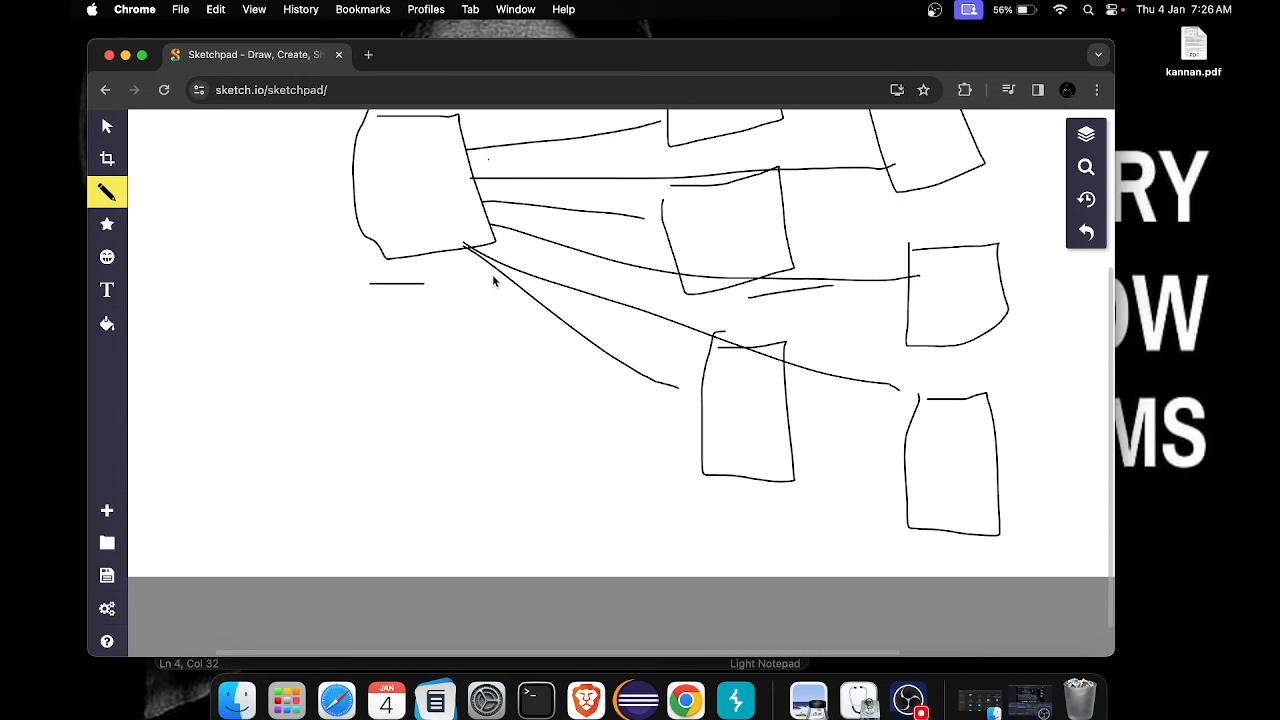 Chrome File Edit View History Bookmarks Profiles Tab Window Help 56% Thu 4 Jan 7:26 AM
Sketchpad - Draw, Create, Sh
sketch.io/sketchpad/
kannan.pdf
RY
OW
MS
T
?
Ln 4, Col 32 Light Notepad
JAN
4